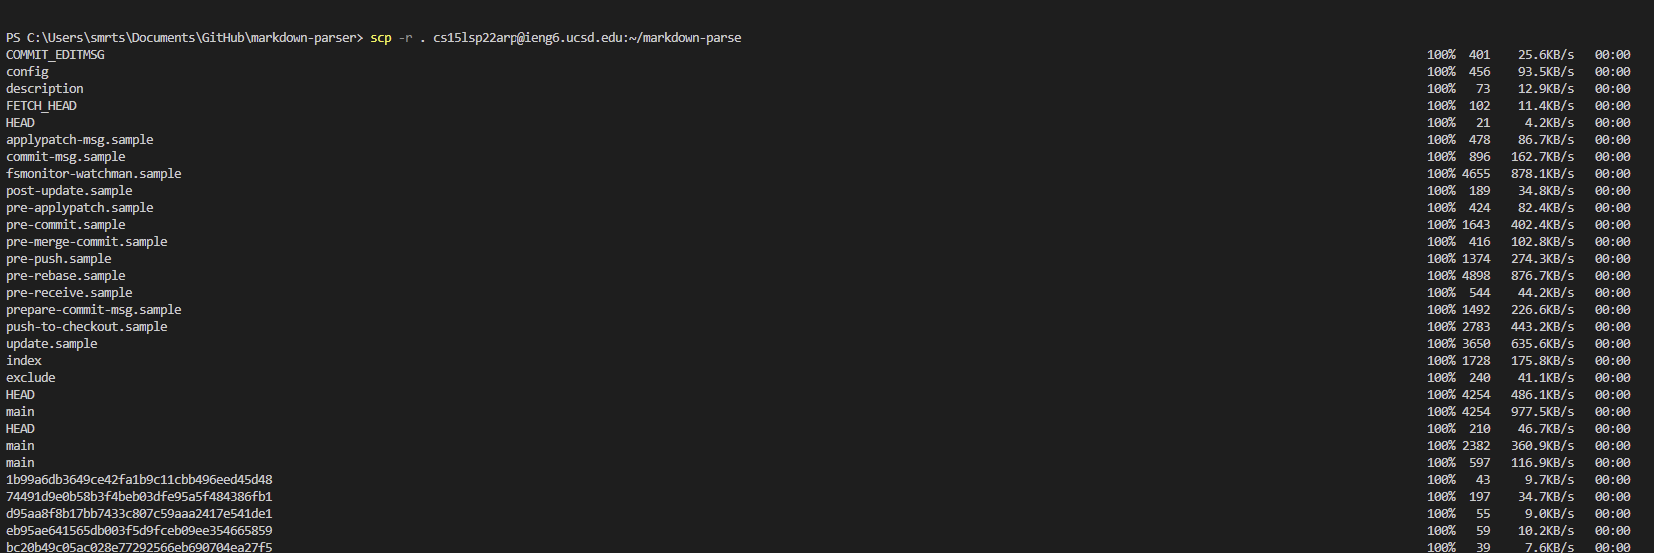 PS C:\Users\smrts\Documents\GitHub\markdown-parser> scp -r . cs15lsp22arp@ieng6.ucsd.edu:~/markdown-parse
COMMIT_EDITMSG 100% 401 25.6KB/s 00:00
config 100% 456 93.5KB/s 00:00
description 100% 73 12.9KB/s 00:00
FETCH_HEAD 100% 102 11.4KB/s 00:00
HEAD 100% 21 4.2KB/s 00:00
applypatch-msg.sample 100% 478 86.7KB/s 00:00
commit-msg.sample 100% 896 162.7KB/s 00:00
fsmonitor-watchman.sample 100% 4655 878.1KB/s 00:00
post-update.sample 100% 189 34.8KB/s 00:00
pre-applypatch.sample 100% 424 82.4KB/s 00:00
pre-commit.sample 100% 1643 402.4KB/s 00:00
pre-merge-commit.sample 100% 416 102.8KB/s 00:00
pre-push.sample 100% 1374 274.3KB/s 00:00
pre-rebase.sample 100% 4898 876.7KB/s 00:00
pre-receive.sample 100% 544 44.2KB/s 00:00
prepare-commit-msg.sample 100% 1492 226.6KB/s 00:00
push-to-checkout.sample 100% 2783 443.2KB/s 00:00
update.sample 100% 3650 635.6KB/s 00:00
index 100% 1728 175.8KB/s 00:00
exclude 100% 240 41.1KB/s 00:00
HEAD 100% 4254 486.1KB/s 00:00
main 100% 4254 977.5KB/s 00:00
HEAD 100% 210 46.7KB/s 00:00
main 100% 2382 360.9KB/s 00:00
main 100% 597 116.9KB/s 00:00
1b99a6db3649ce42fa1b9c11cbb496eed45d48 100% 43 9.7KB/s 00:00
74491d9e0b58b3f4beb03dfe95a5f484386fb1 100% 197 34.7KB/s 00:00
d95aa8f8b17bb7433c807c59aaa2417e541de1 100% 55 9.0KB/s 00:00
eb95ae641565db003f5d9fceb09ee354665859 100% 59 10.2KB/s 00:00
bc20b49c05ac028e77292566eb690704ea27f5 100% 39 7.6KB/s 00:00